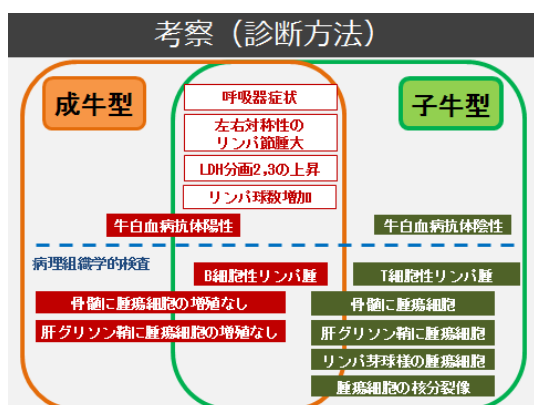 考察（診断方法）
成牛型
子牛型
呼吸器症状
左右対称性の
リンパ節腫大
LDH分画2,3の上昇
リンパ球数増加
牛白血病抗体陽性
牛白血病抗体陰性
病理組織学的検査
B細胞性リンパ腫
T細胞性リンパ腫
骨髄に腫瘍細胞の増殖なし
骨髄に腫瘍細胞
肝グリソン鞘に腫瘍細胞の増殖なし
肝グリソン鞘に腫瘍細胞
リンパ芽球様の腫瘍細胞
腫瘍細胞の核分裂像